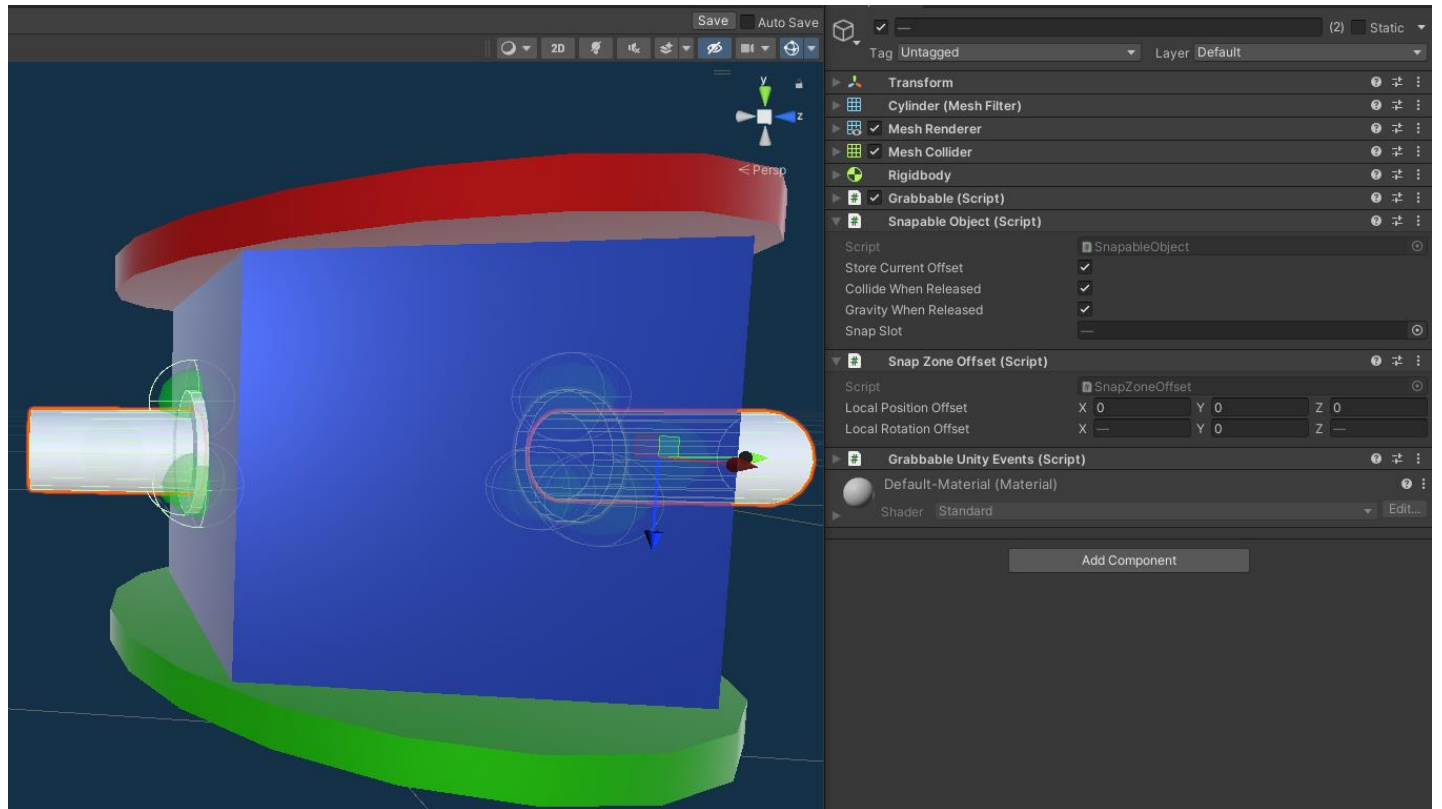 Save Auto Save
2D
y
z
< Persp
— (2) Static
Tag Untagged Layer Default
Transform
Cylinder (Mesh Filter)
Mesh Renderer
Mesh Collider
Rigidbody
# Grabbable (Script)
# Snapable Object (Script)
Script # SnapableObject
Store Current Offset
Collide When Released
Gravity When Released
Snap Slot —
# Snap Zone Offset (Script)
Script # SnapZoneOffset
Local Position Offset X 0 Y 0 Z 0
Local Rotation Offset X — Y 0 Z —
# Grabbable Unity Events (Script)
Default-Material (Material)
Shader Standard Edit...
Add Component